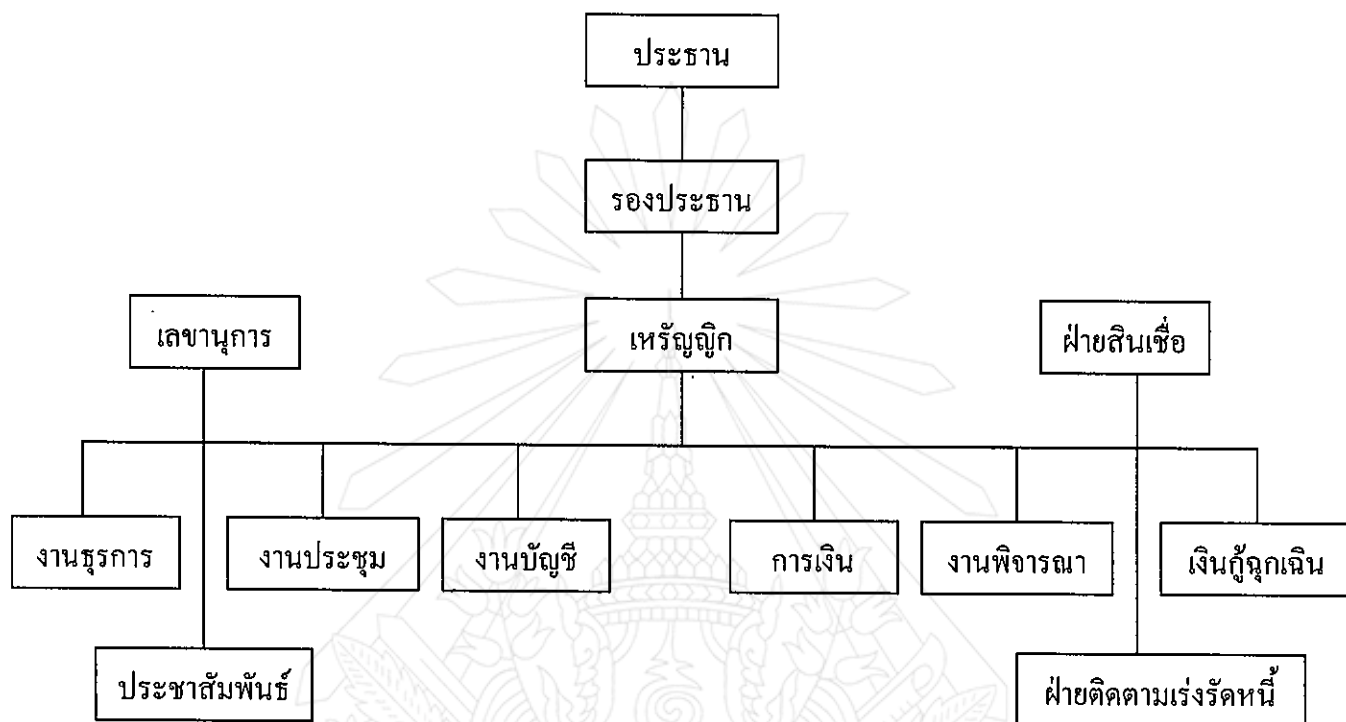 ประธาน
รองประธาน
เลขานุการ
เหรัญญิก
ฝ่ายสินเชื่อ
งานธุรการ
งานประชุม
งานบัญชี
การเงิน
งานพิจารณา
เงินกู้ฉุกเฉิน
ประชาสัมพันธ์
ฝ่ายติดตามเร่งรัดหนี้